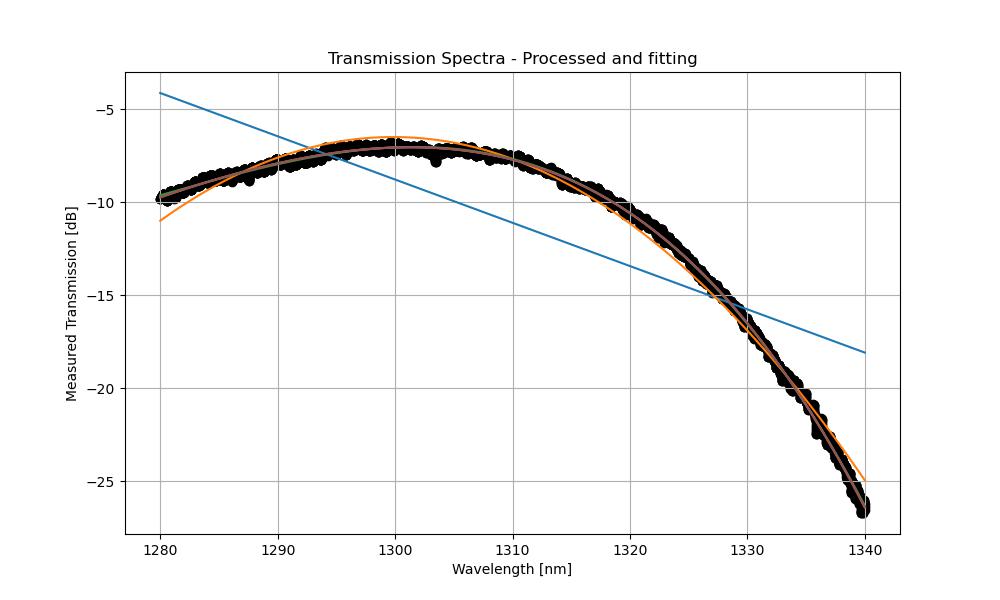 Transmission Spectra - Processed and fitting
Measured Transmission [dB]
−5
−10
−15
−20
−25
1280 1290 1300 1310 1320 1330 1340
Wavelength [nm]